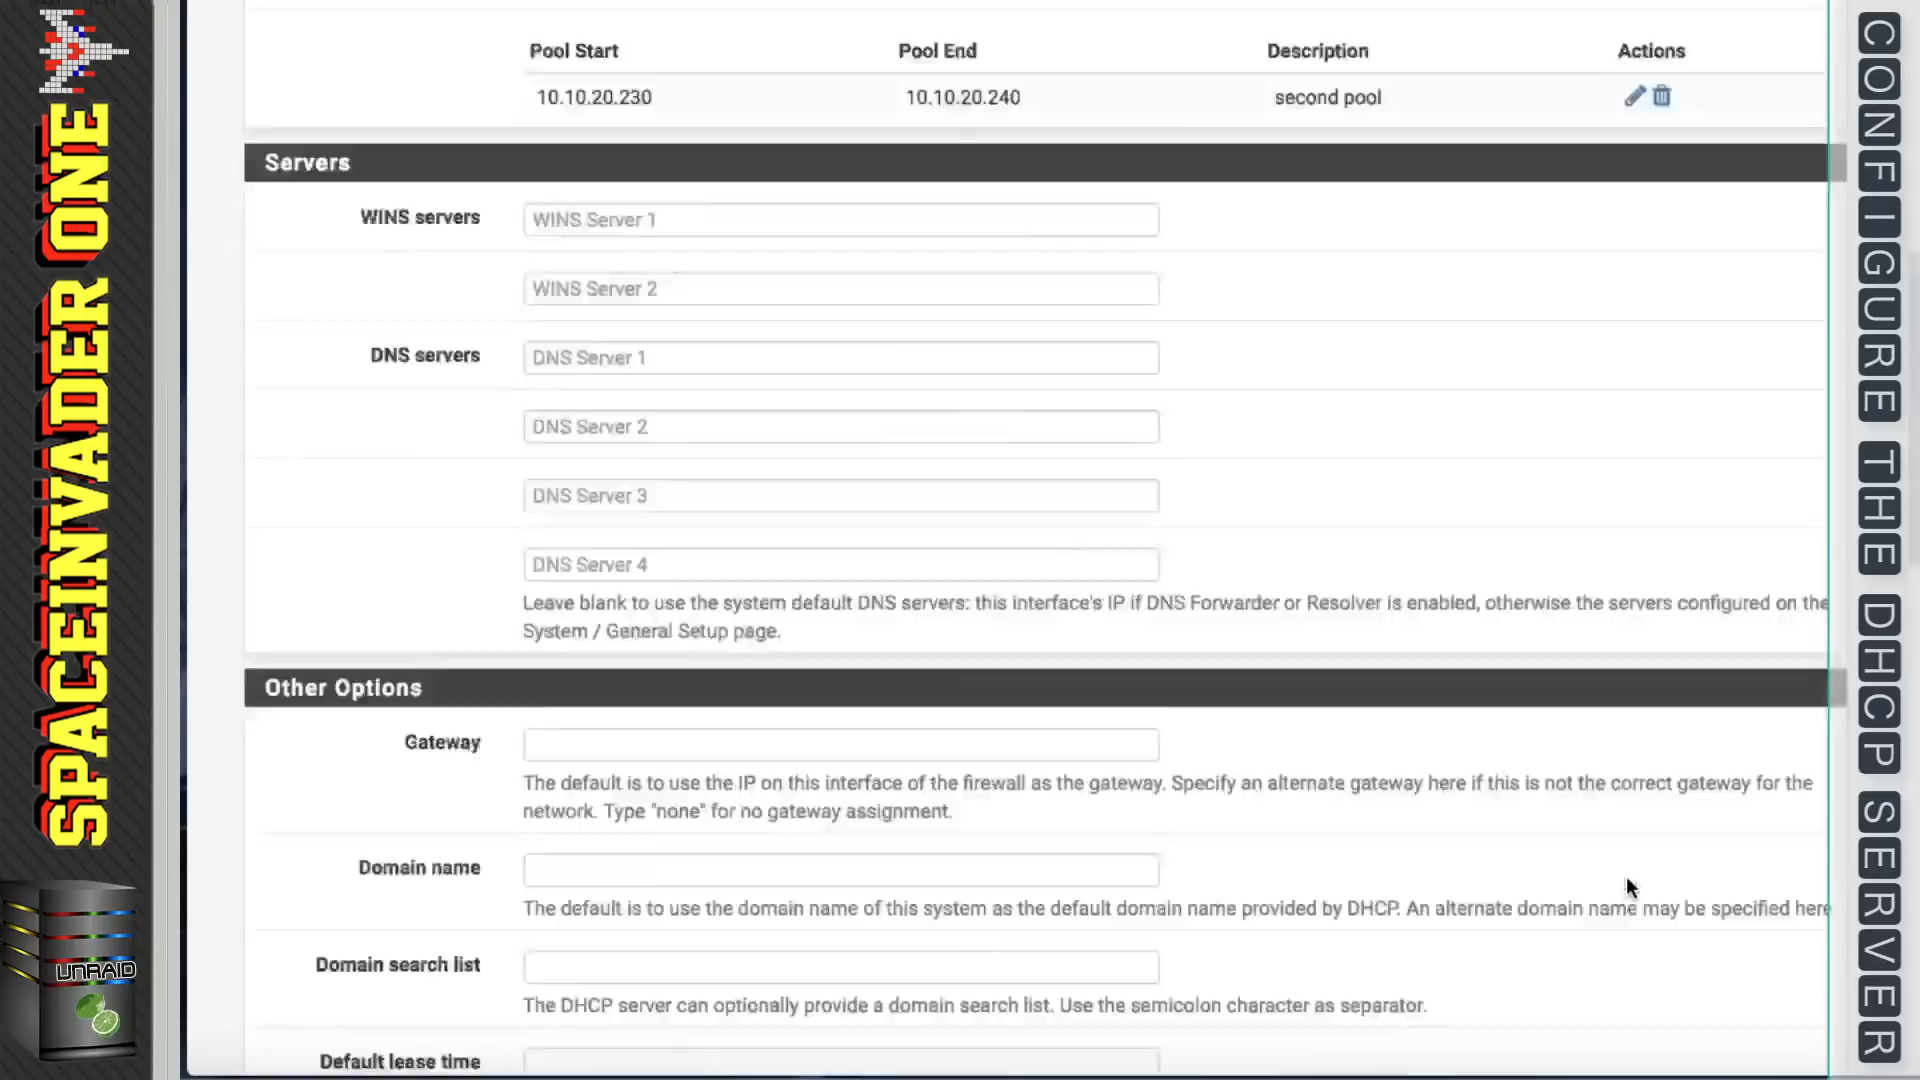 SPACEINVADER ONE
UNRAID
Pool Start Pool End Description Actions
10.10.20.230 10.10.20.240 second pool
Servers
WINS servers WINS Server 1
WINS Server 2
DNS servers DNS Server 1
DNS Server 2
DNS Server 3
DNS Server 4
Leave blank to use the system default DNS servers: this interface's IP if DNS Forwarder or Resolver is enabled, otherwise the servers configured on the
System / General Setup page.
Other Options
Gateway
The default is to use the IP on this interface of the firewall as the gateway. Specify an alternate gateway here if this is not the correct gateway for the
network. Type "none" for no gateway assignment.
Domain name
The default is to use the domain name of this system as the default domain name provided by DHCP. An alternate domain name may be specified here
Domain search list
The DHCP server can optionally provide a domain search list. Use the semicolon character as separator.
Default lease time
CONFIGURE THE DHCP SERVER